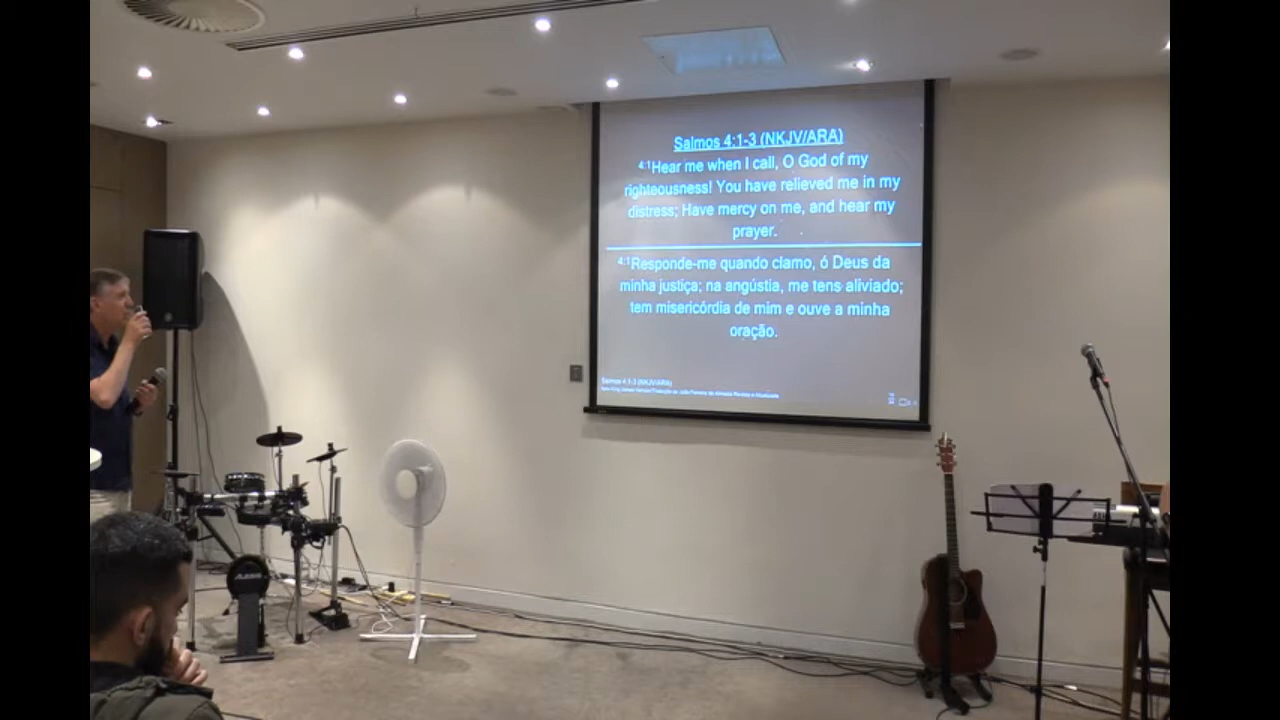 Salmos 4:1-3 (NKJV/ARA)
4:1Hear me when I call, O God of my
righteousness! You have relieved me in my
distress; Have mercy on me, and hear my
prayer.
4:1Responde-me quando clamo, ó Deus da
minha justiça; na angústia, me tens aliviado;
tem misericórdia de mim e ouve a minha
oração.
Salmos 4:1-3 (NKJV/ARA)
ALESIS